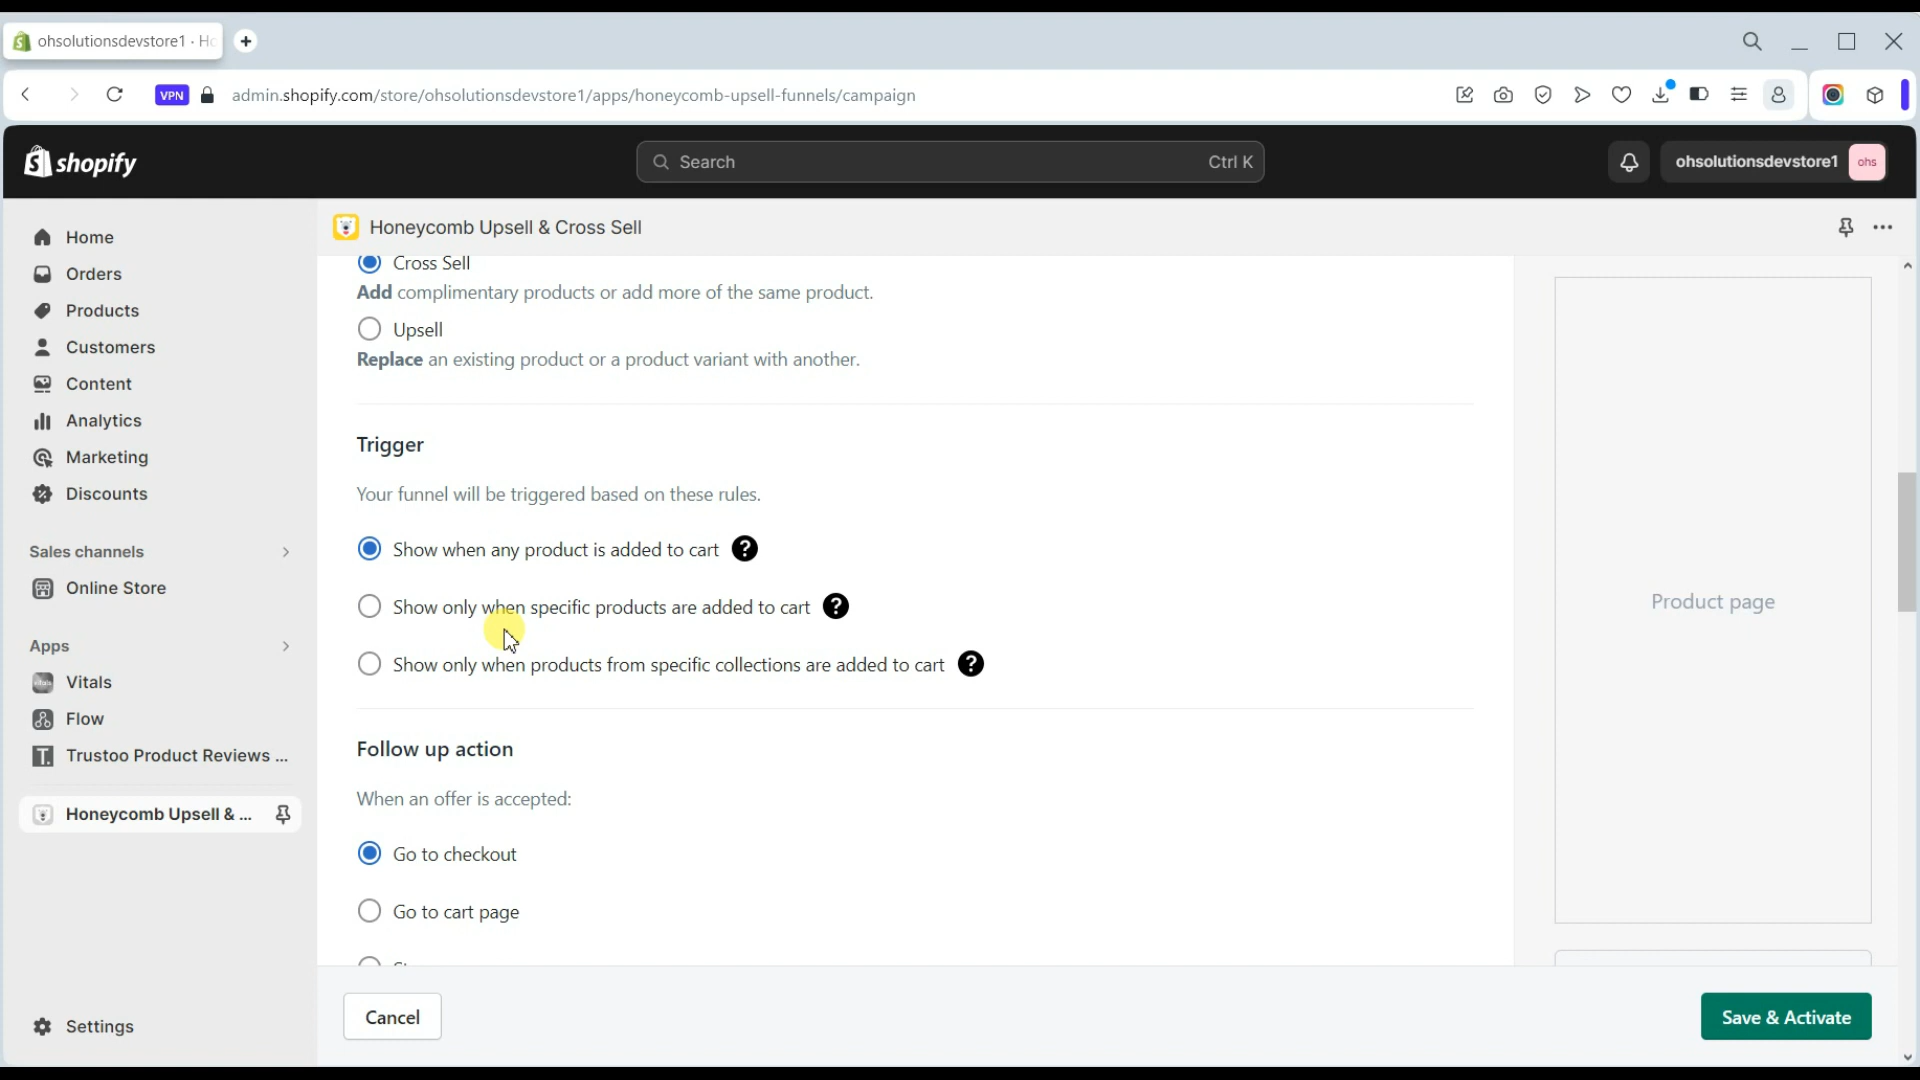 ohsolutionsdevstore1 · Ho
VPN
admin.shopify.com/store/ohsolutionsdevstore1/apps/honeycomb-upsell-funnels/campaign
shopify
Search
Ctrl K
ohsolutionsdevstore1
ohs
Home
Orders
Products
Customers
Content
Analytics
Marketing
Discounts
Sales channels
Online Store
Apps
Vitals
Flow
Trustoo Product Reviews ...
Honeycomb Upsell & ...
Settings
Honeycomb Upsell & Cross Sell
Cross Sell
Add complimentary products or add more of the same product.
Upsell
Replace an existing product or a product variant with another.
Trigger
Your funnel will be triggered based on these rules.
Show when any product is added to cart ?
Show only when specific products are added to cart ?
Show only when products from specific collections are added to cart ?
Follow up action
When an offer is accepted:
Go to checkout
Go to cart page
Product page
Cancel
Save & Activate